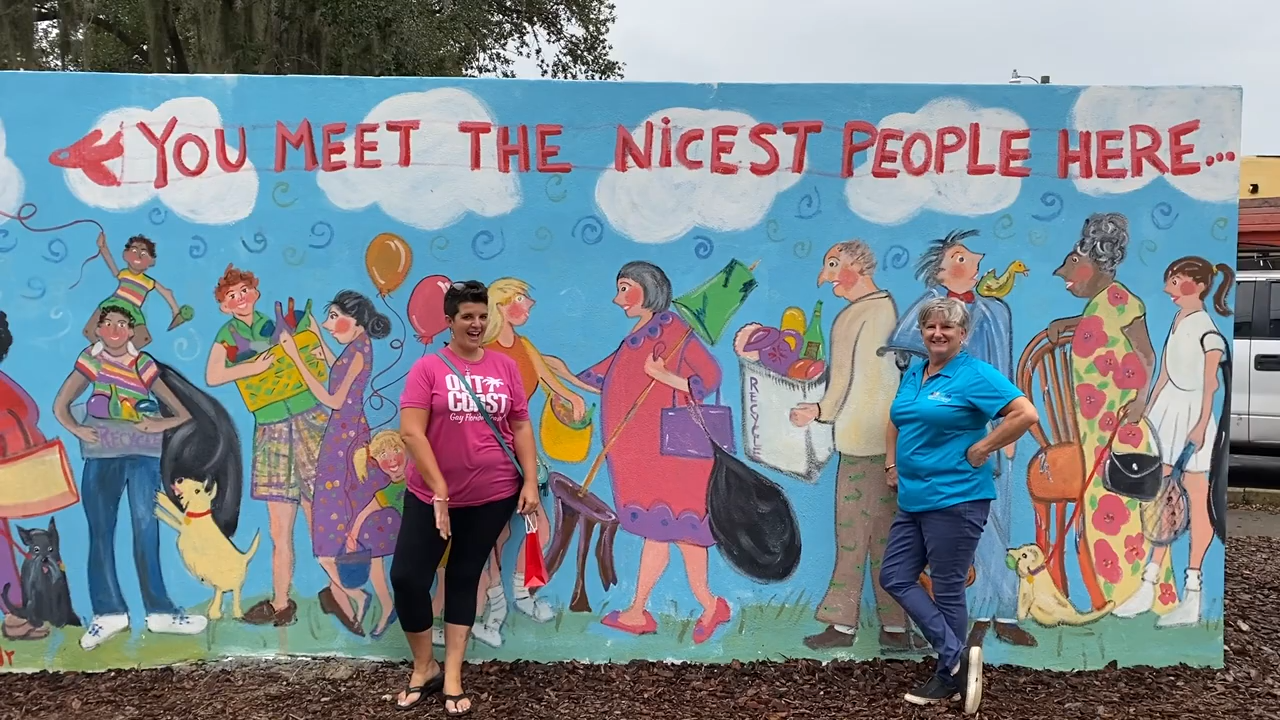 YOU MEET THE NICEST PEOPLE HERE...
RECYCLE
OUT
COAST
RECYCLE